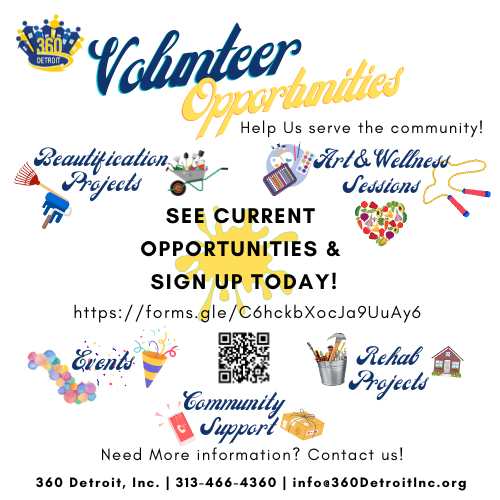 360
DETROIT
Volunteer
Opportunities
Help Us serve the community!
Beautification
Projects
Art & Wellness
Sessions
SEE CURRENT
OPPORTUNITIES &
SIGN UP TODAY!
https://forms.gle/C6hckbXocJa9UuAy6
Events
Rehab
Projects
Community
Support
Need More information? Contact us!
360 Detroit, Inc. | 313-466-4360 | info@360DetroitInc.org